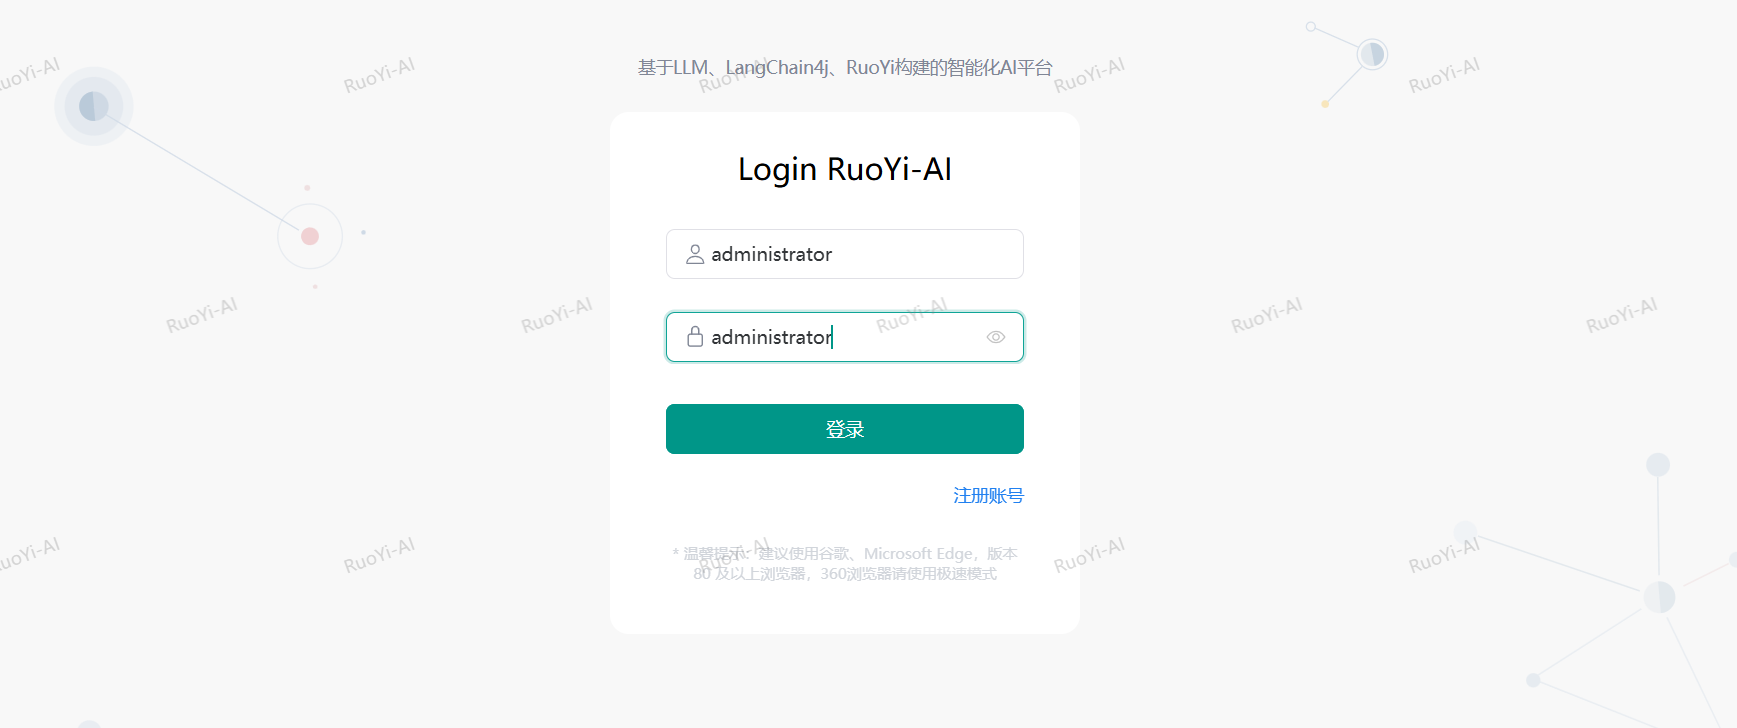 基于LLM、LangChain4j、RuoYi构建的智能化AI平台
RuoYi-AI
RuoYi-AI
RuoYi-AI
RuoYi-AI
RuoYi-AI
Login RuoYi-AI
administrator
RuoYi-AI
RuoYi-AI
RuoYi-AI
RuoYi-AI
RuoYi-AI
administrator
登录
注册账号
RuoYi-AI
RuoYi-AI
RuoYi-AI
RuoYi-AI
RuoYi-AI
* 温馨提示：建议使用谷歌、Microsoft Edge，版本
80 及以上浏览器，360浏览器请使用极速模式